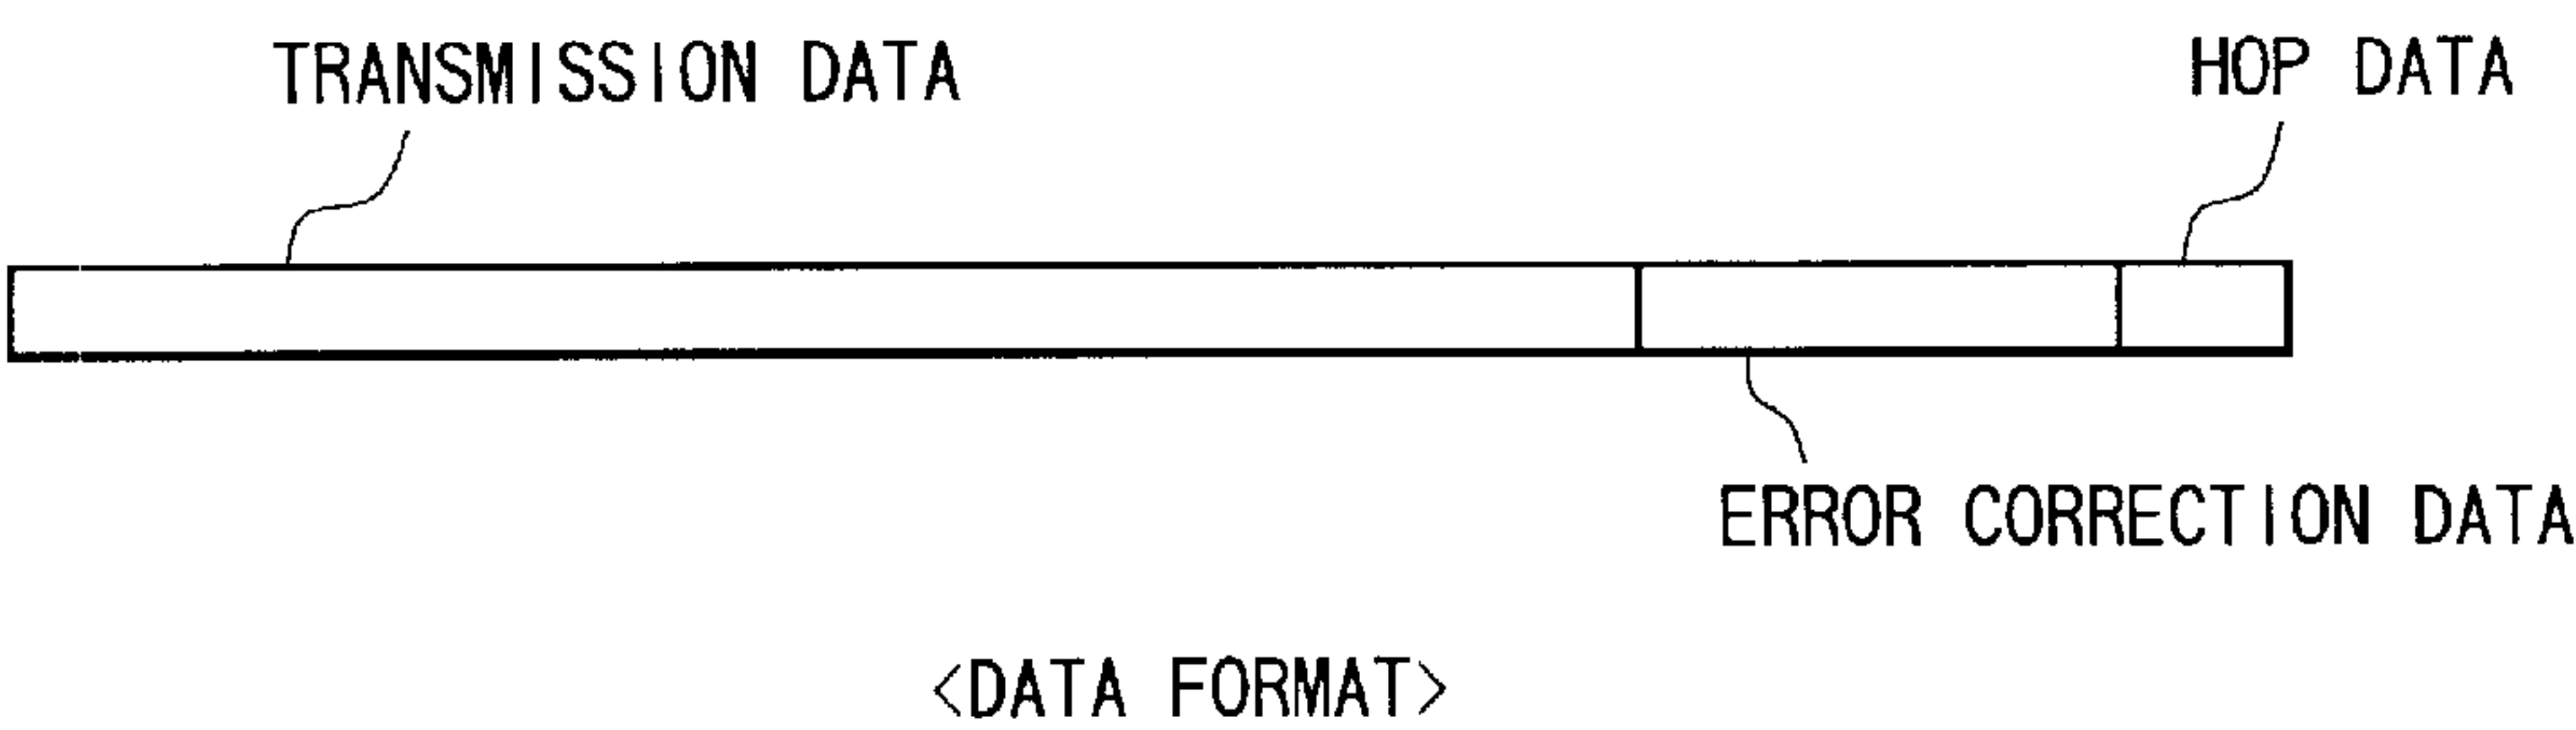 TRANSMISSION DATA
HOP DATA
ERROR CORRECTION DATA
<DATA FORMAT>